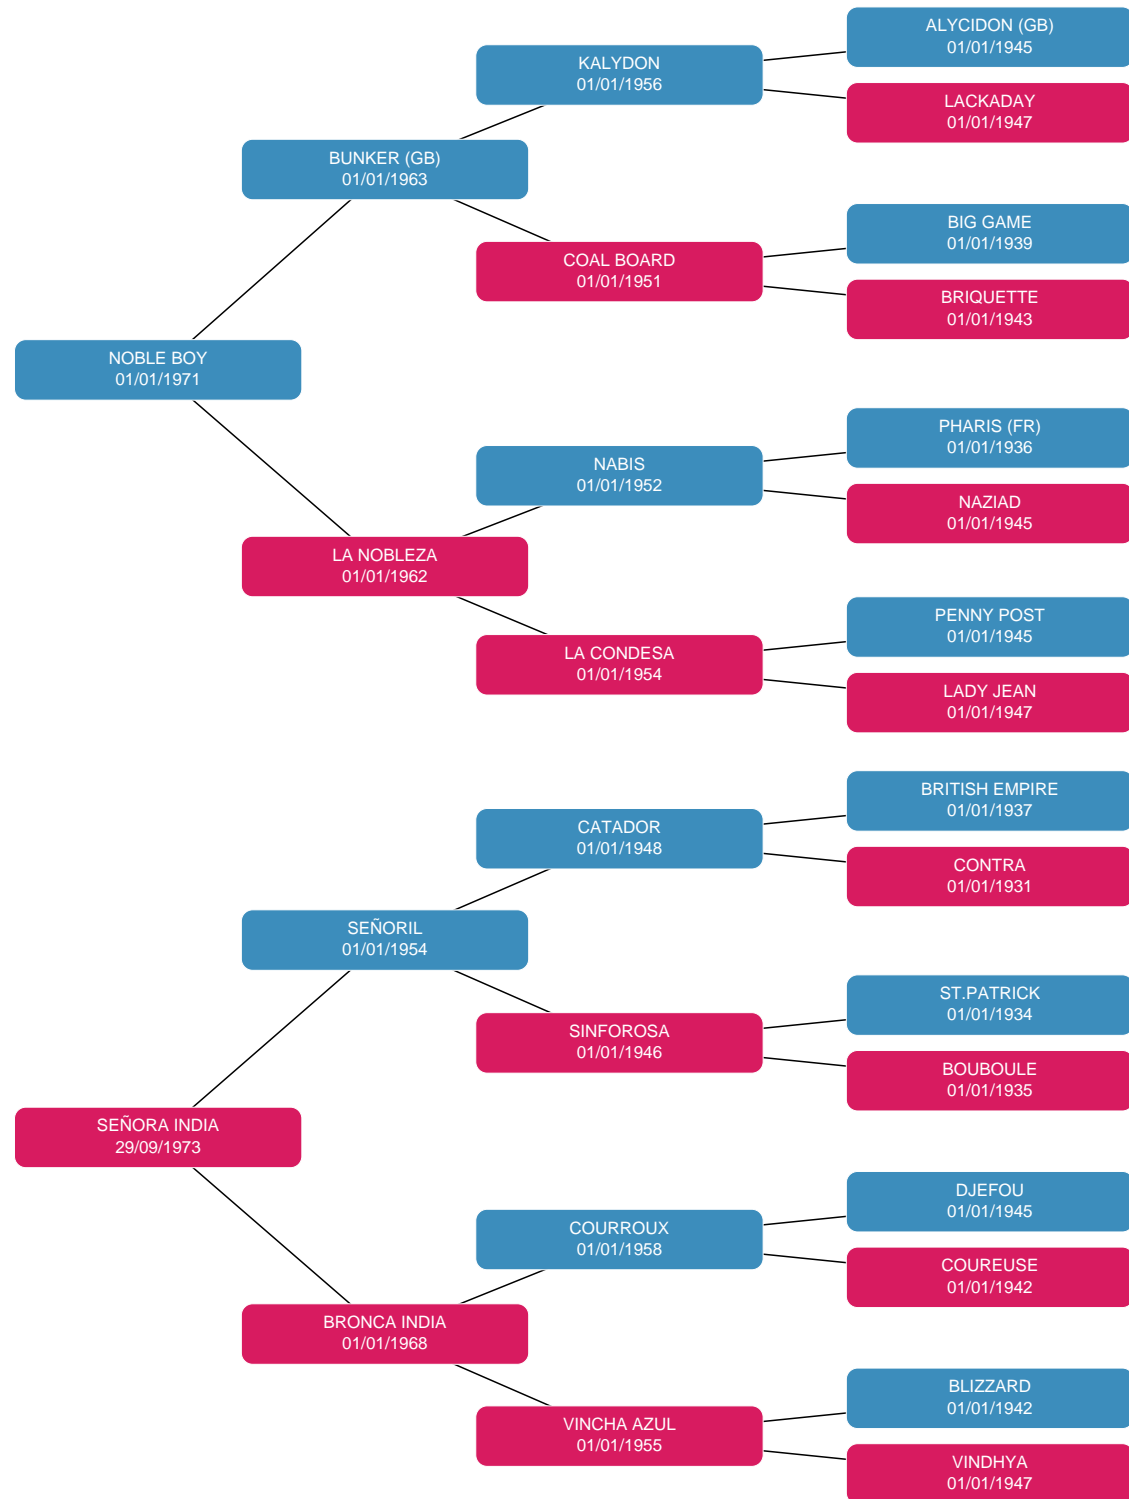 ALYCIDON (GB)
01/01/1945
KALYDON
01/01/1956
LACKADAY
01/01/1947
BUNKER (GB)
01/01/1963
BIG GAME
01/01/1939
COAL BOARD
01/01/1951
BRIQUETTE
01/01/1943
NOBLE BOY
01/01/1971
PHARIS (FR)
01/01/1936
NABIS
01/01/1952
NAZIAD
01/01/1945
LA NOBLEZA
01/01/1962
PENNY POST
01/01/1945
LA CONDESA
01/01/1954
LADY JEAN
01/01/1947
BRITISH EMPIRE
01/01/1937
CATADOR
01/01/1948
CONTRA
01/01/1931
SEÑORIL
01/01/1954
ST.PATRICK
01/01/1934
SINFOROSA
01/01/1946
BOUBOULE
01/01/1935
SEÑORA INDIA
29/09/1973
DJEFOU
01/01/1945
COURROUX
01/01/1958
COUREUSE
01/01/1942
BRONCA INDIA
01/01/1968
BLIZZARD
01/01/1942
VINCHA AZUL
01/01/1955
VINDHYA
01/01/1947